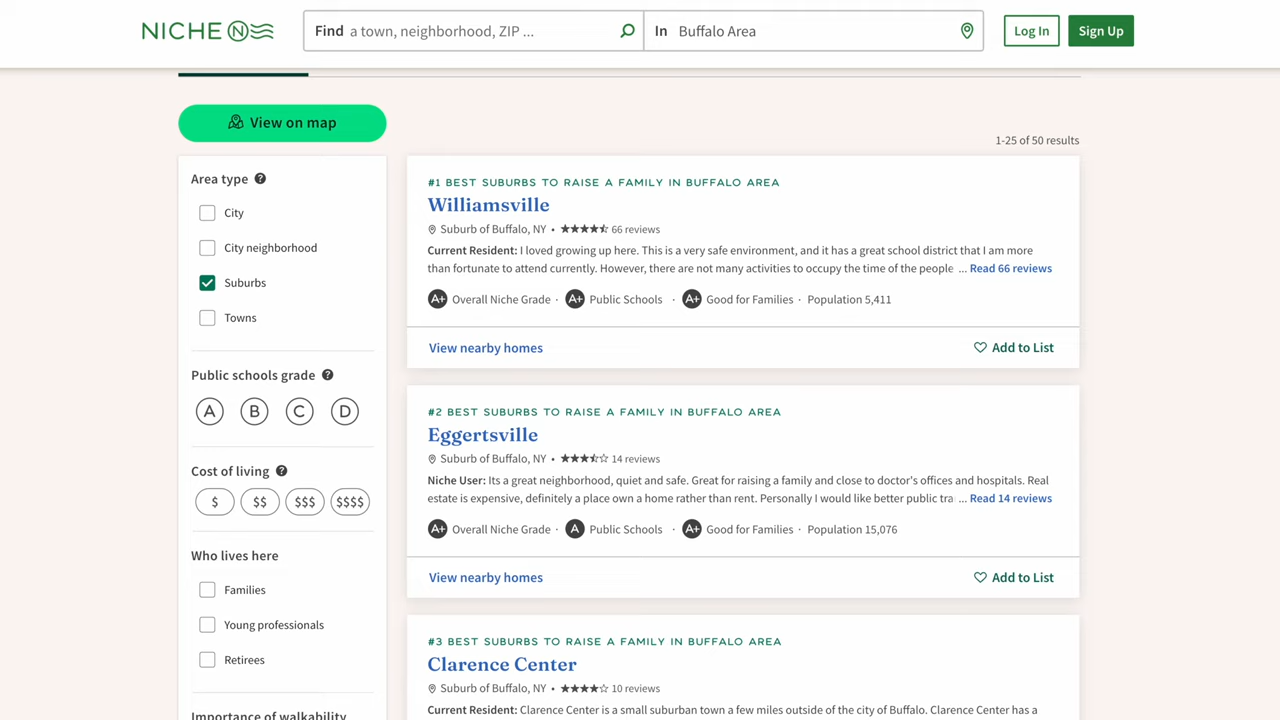 NICHE
Find a town, neighborhood, ZIP ...
In Buffalo Area
Log In
Sign Up
View on map
1-25 of 50 results
Area type
City
City neighborhood
Suburbs
Towns
Public schools grade
A B C D
Cost of living
$ $$ $$$ $$$$
Who lives here
Families
Young professionals
Retirees
Importance of walkability
#1 BEST SUBURBS TO RAISE A FAMILY IN BUFFALO AREA
Williamsville
Suburb of Buffalo, NY • 66 reviews
Current Resident: I loved growing up here. This is a very safe environment, and it has a great school district that I am more
than fortunate to attend currently. However, there are not many activities to occupy the time of the people ... Read 66 reviews
A+ Overall Niche Grade · A+ Public Schools · A+ Good for Families · Population 5,411
View nearby homes
Add to List
#2 BEST SUBURBS TO RAISE A FAMILY IN BUFFALO AREA
Eggertsville
Suburb of Buffalo, NY • 14 reviews
Niche User: Its a great neighborhood, quiet and safe. Great for raising a family and close to doctor's offices and hospitals. Real
estate is expensive, definitely a place own a home rather than rent. Personally I would like better public tra ... Read 14 reviews
A+ Overall Niche Grade · A Public Schools · A+ Good for Families · Population 15,076
View nearby homes
Add to List
#3 BEST SUBURBS TO RAISE A FAMILY IN BUFFALO AREA
Clarence Center
Suburb of Buffalo, NY • 10 reviews
Current Resident: Clarence Center is a small suburban town a few miles outside of the city of Buffalo. Clarence Center has a